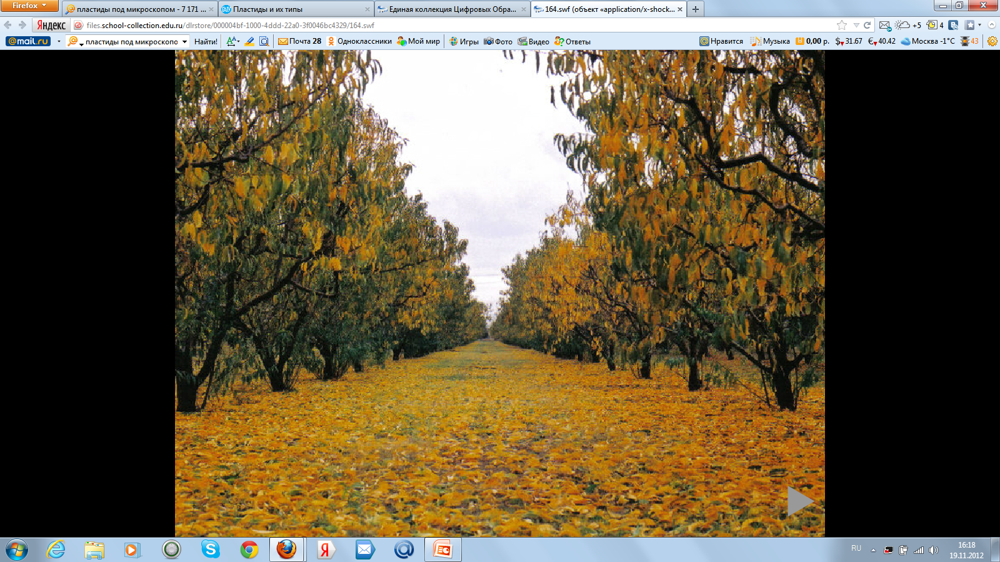 Firefox
пластиды под микроскопом - 7 171 ...
Пластиды и их типы
Единая коллекция Цифровых Обра...
164.swf (объект «application/x-shock...
Яндекс
files.school-collection.edu.ru/dlrstore/000004bf-1000-4ddd-22a0-3f0046bc4329/164.swf
+5
4
@mail.ru
пластиды под микроскопо
Найти!
Почта 28
Одноклассники
Мой мир
Игры
Фото
Видео
Ответы
Нравится
Музыка
0,00 р.
$ 31.67
€ 40.42
Москва -1°C
43
RU
16:18
19.11.2012